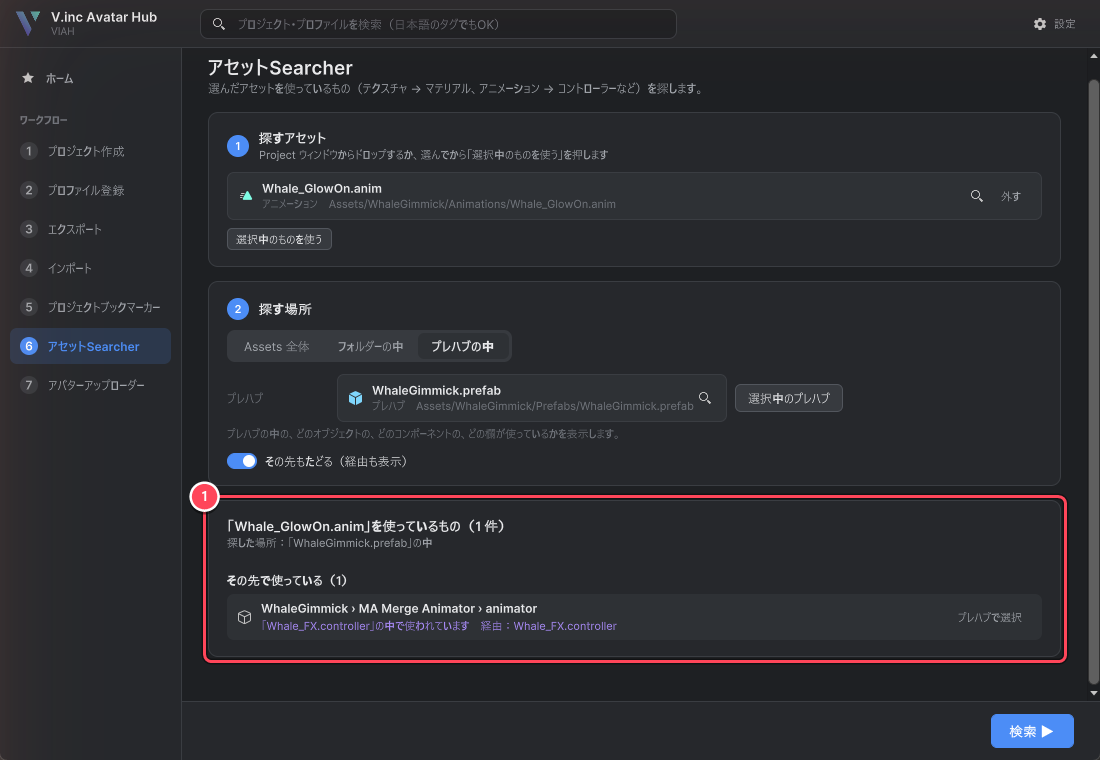 V.inc Avatar Hub
VIAH
プロジェクト・プロファイルを検索（日本語のタグでもOK）
設定
ホーム
ワークフロー
1 プロジェクト作成
2 プロファイル登録
3 エクスポート
4 インポート
5 プロジェクトブックマーカー
6 アセットSearcher
7 アバターアップローダー
アセットSearcher
選んだアセットを使っているもの（テクスチャ → マテリアル、アニメーション → コントローラーなど）を探します。
1 探すアセット
Project ウィンドウからドロップするか、選んでから「選択中のものを使う」を押します
Whale_GlowOn.anim
アニメーション Assets/WhaleGimmick/Animations/Whale_GlowOn.anim
外す
選択中のものを使う
2 探す場所
Assets 全体 フォルダーの中 プレハブの中
プレハブ
WhaleGimmick.prefab
プレハブ Assets/WhaleGimmick/Prefabs/WhaleGimmick.prefab
選択中のプレハブ
プレハブの中の、どのオブジェクトの、どのコンポーネントの、どの欄が使っているかを表示します。
その先もたどる（経由も表示）
1
「Whale_GlowOn.anim」を使っているもの（1 件）
探した場所：「WhaleGimmick.prefab」の中
その先で使っている（1）
WhaleGimmick › MA Merge Animator › animator
「Whale_FX.controller」の中で使われています 経由：Whale_FX.controller
プレハブで選択
検索 ▶